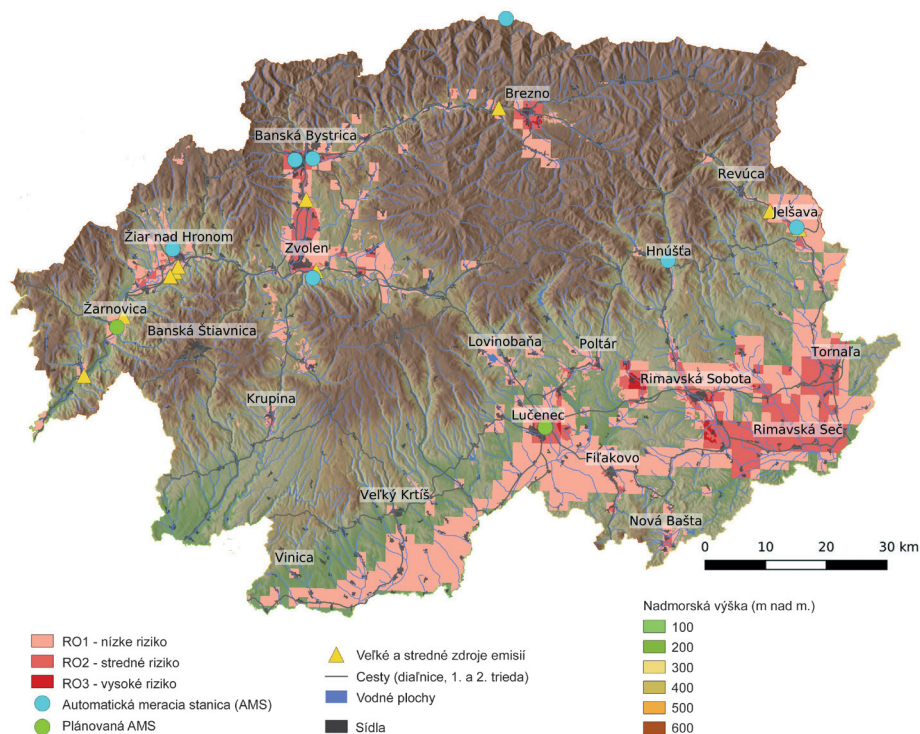 Brezno
Banská Bystrica
Revúca
Jelšava
Žiar nad Hronom
Zvolen
Hnúšťa
Žarnovica
Banská Štiavnica
Lovinobaňa
Poltár
Tornaľa
Rimavská Sobota
Krupina
Lučenec
Rimavská Seč
Fiľakovo
Veľký Krtíš
Nová Bašta
Vinica
0 10 20 30 km
Nadmorská výška (m nad m.)
100
200
300
400
500
600
RO1 - nízke riziko
RO2 - stredné riziko
RO3 - vysoké riziko
Automatická meracia stanica (AMS)
Plánovaná AMS
Veľké a stredné zdroje emisií
Cesty (diaľnice, 1. a 2. trieda)
Vodné plochy
Sídla